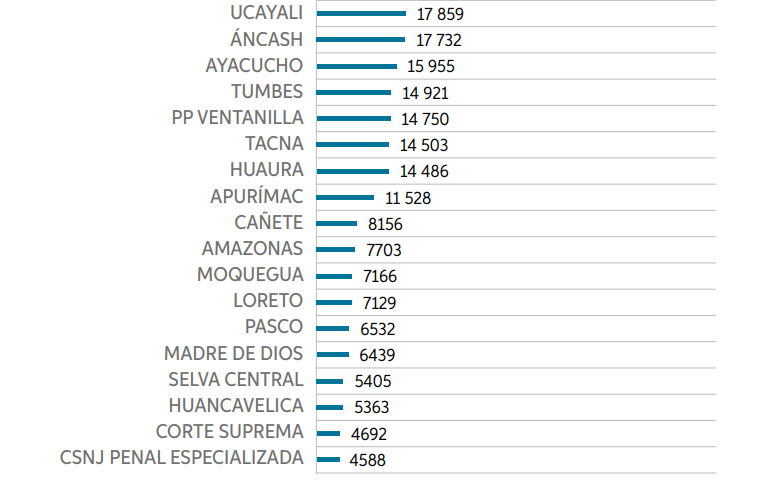 UCAYALI 17 859
ÁNCASH 17 732
AYACUCHO 15 955
TUMBES 14 921
PP VENTANILLA 14 750
TACNA 14 503
HUAURA 14 486
APURÍMAC 11 528
CAÑETE 8156
AMAZONAS 7703
MOQUEGUA 7166
LORETO 7129
PASCO 6532
MADRE DE DIOS 6439
SELVA CENTRAL 5405
HUANCAVELICA 5363
CORTE SUPREMA 4692
CSNJ PENAL ESPECIALIZADA 4588